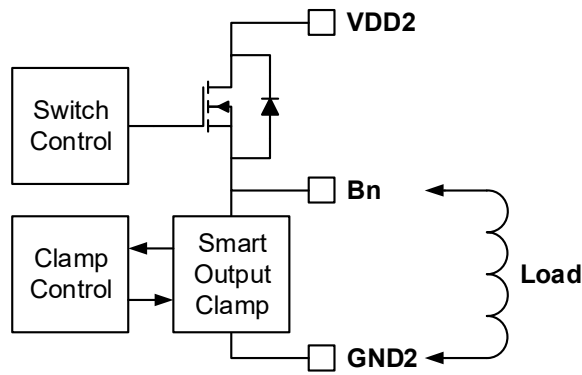 VDD2
Switch
Control
Bn
Clamp
Control
Smart
Output
Clamp
Load
GND2